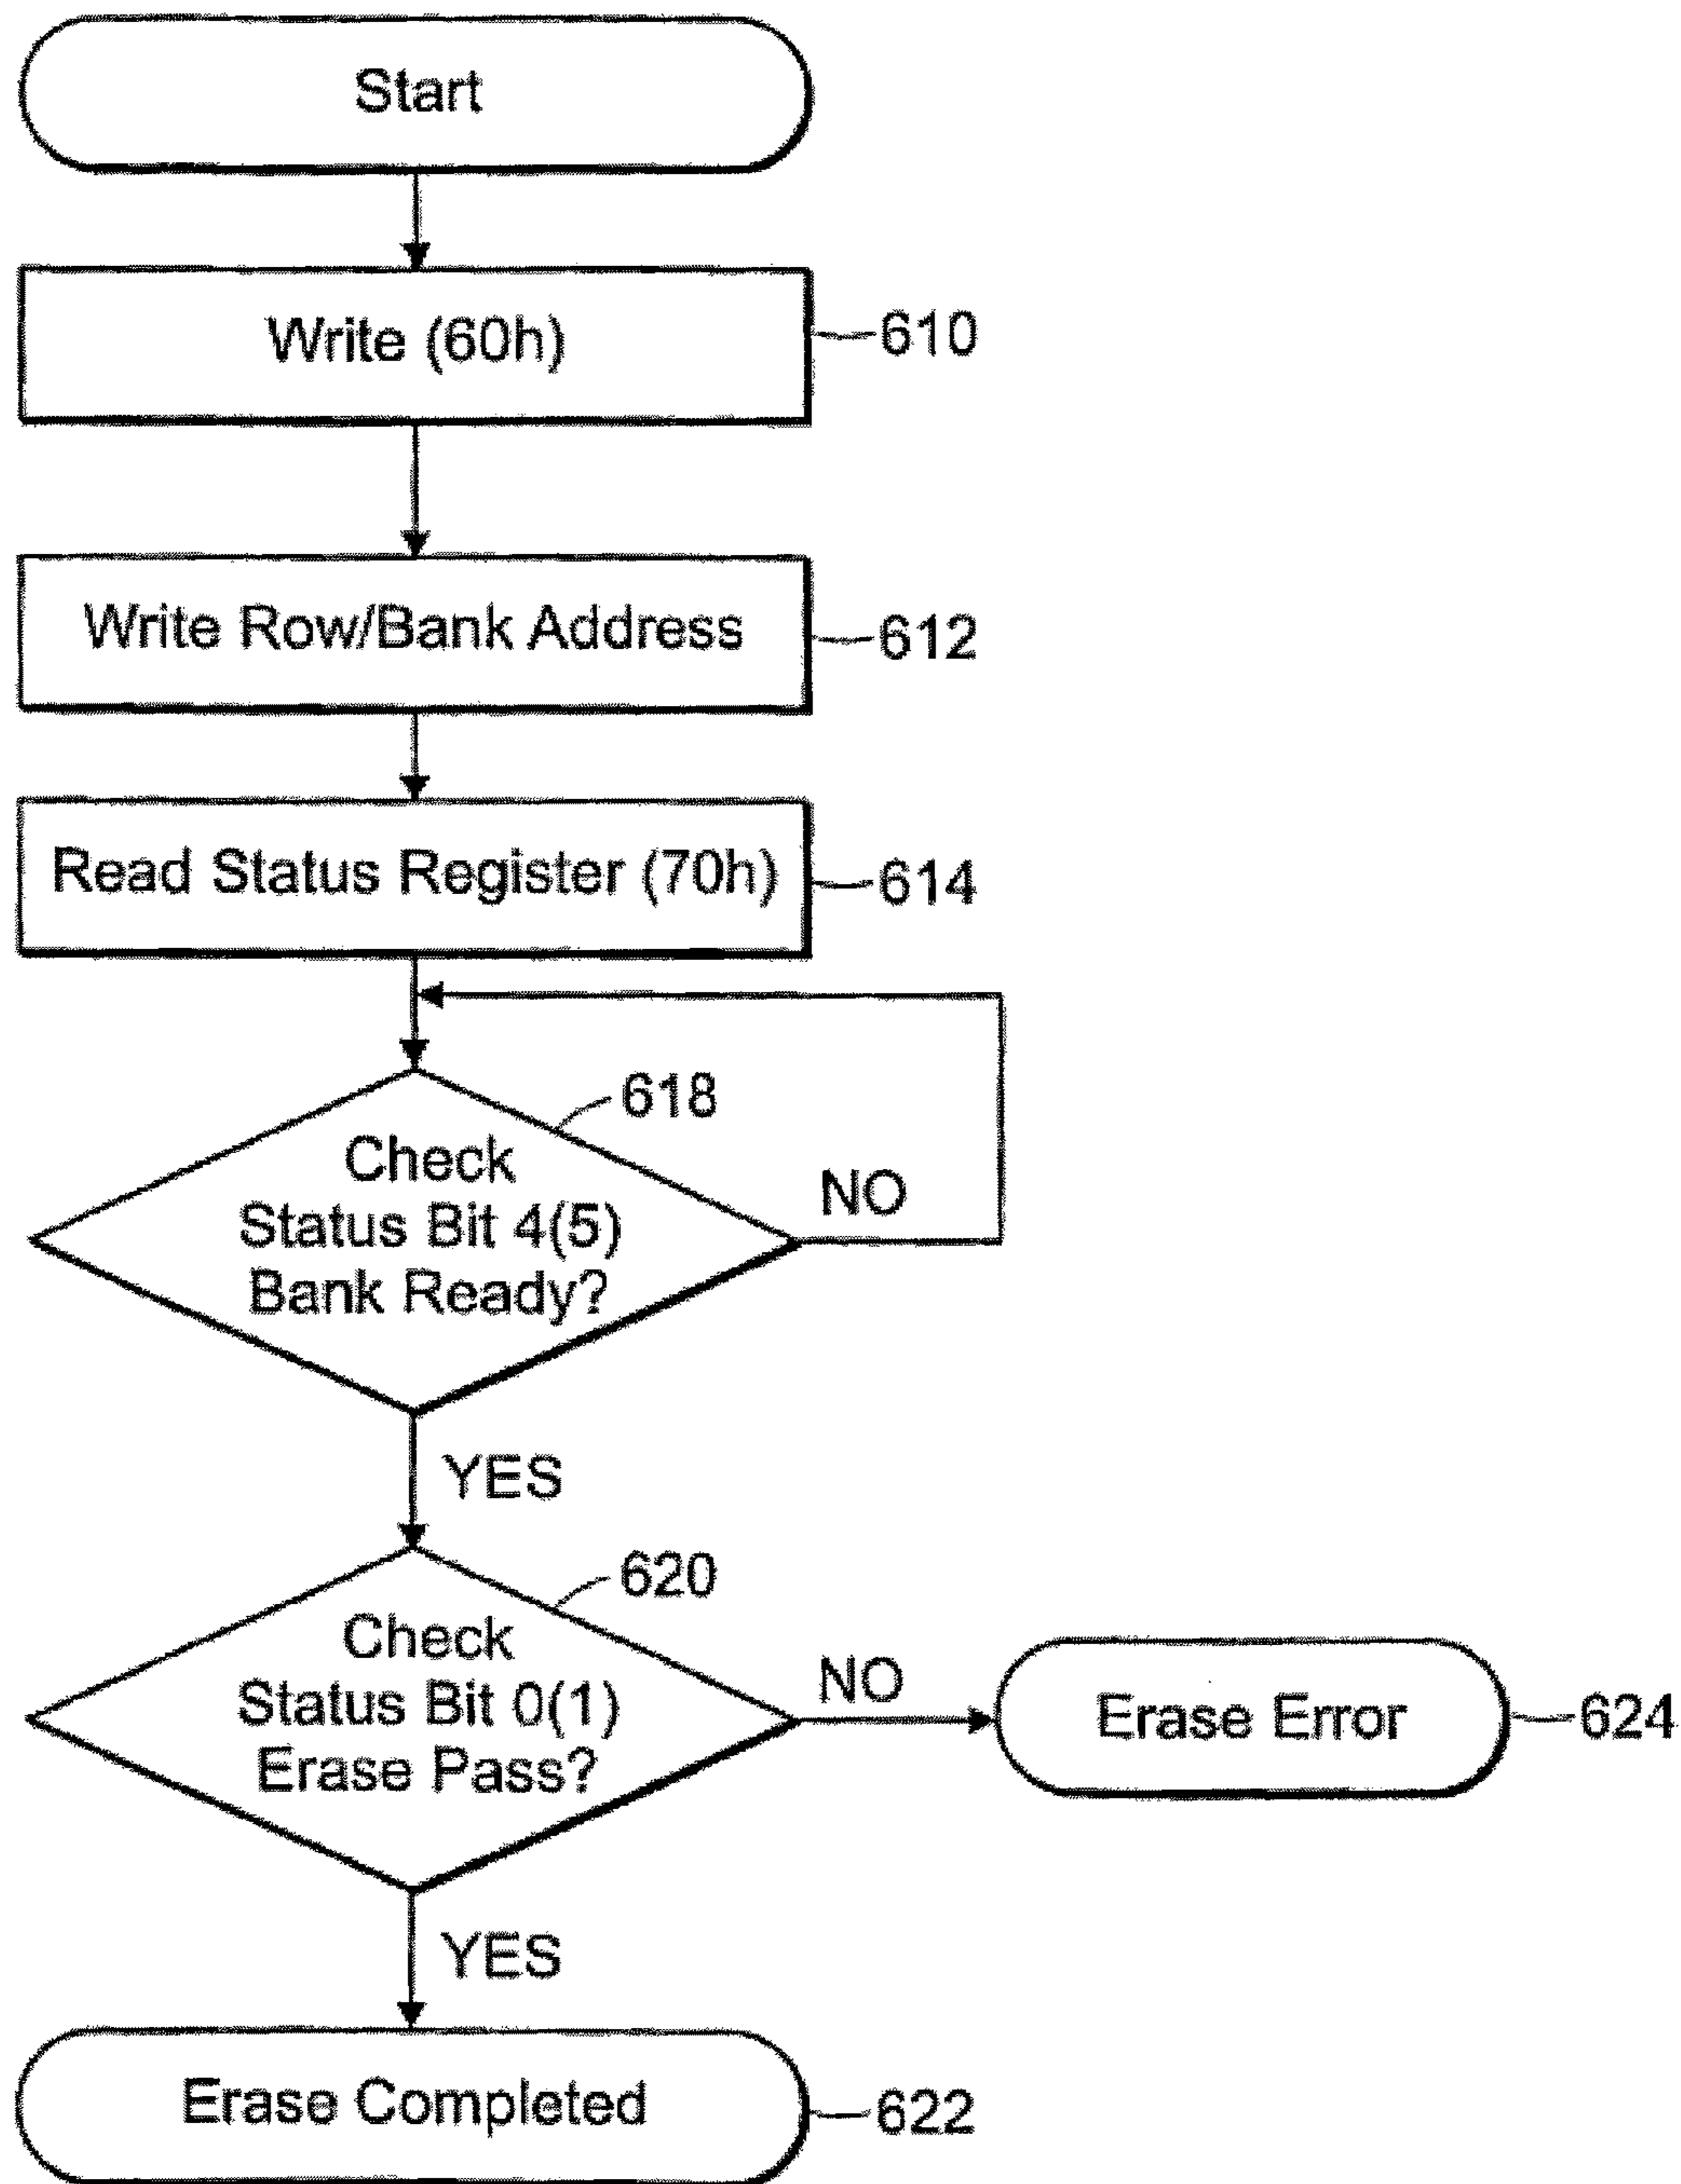 Start
Write (60h)
610
Write Row/Bank Address
612
Read Status Register (70h)
614
618
Check
Status Bit 4(5)
Bank Ready?
NO
YES
620
Check
Status Bit 0(1)
Erase Pass?
NO
Erase Error
624
YES
Erase Completed
622